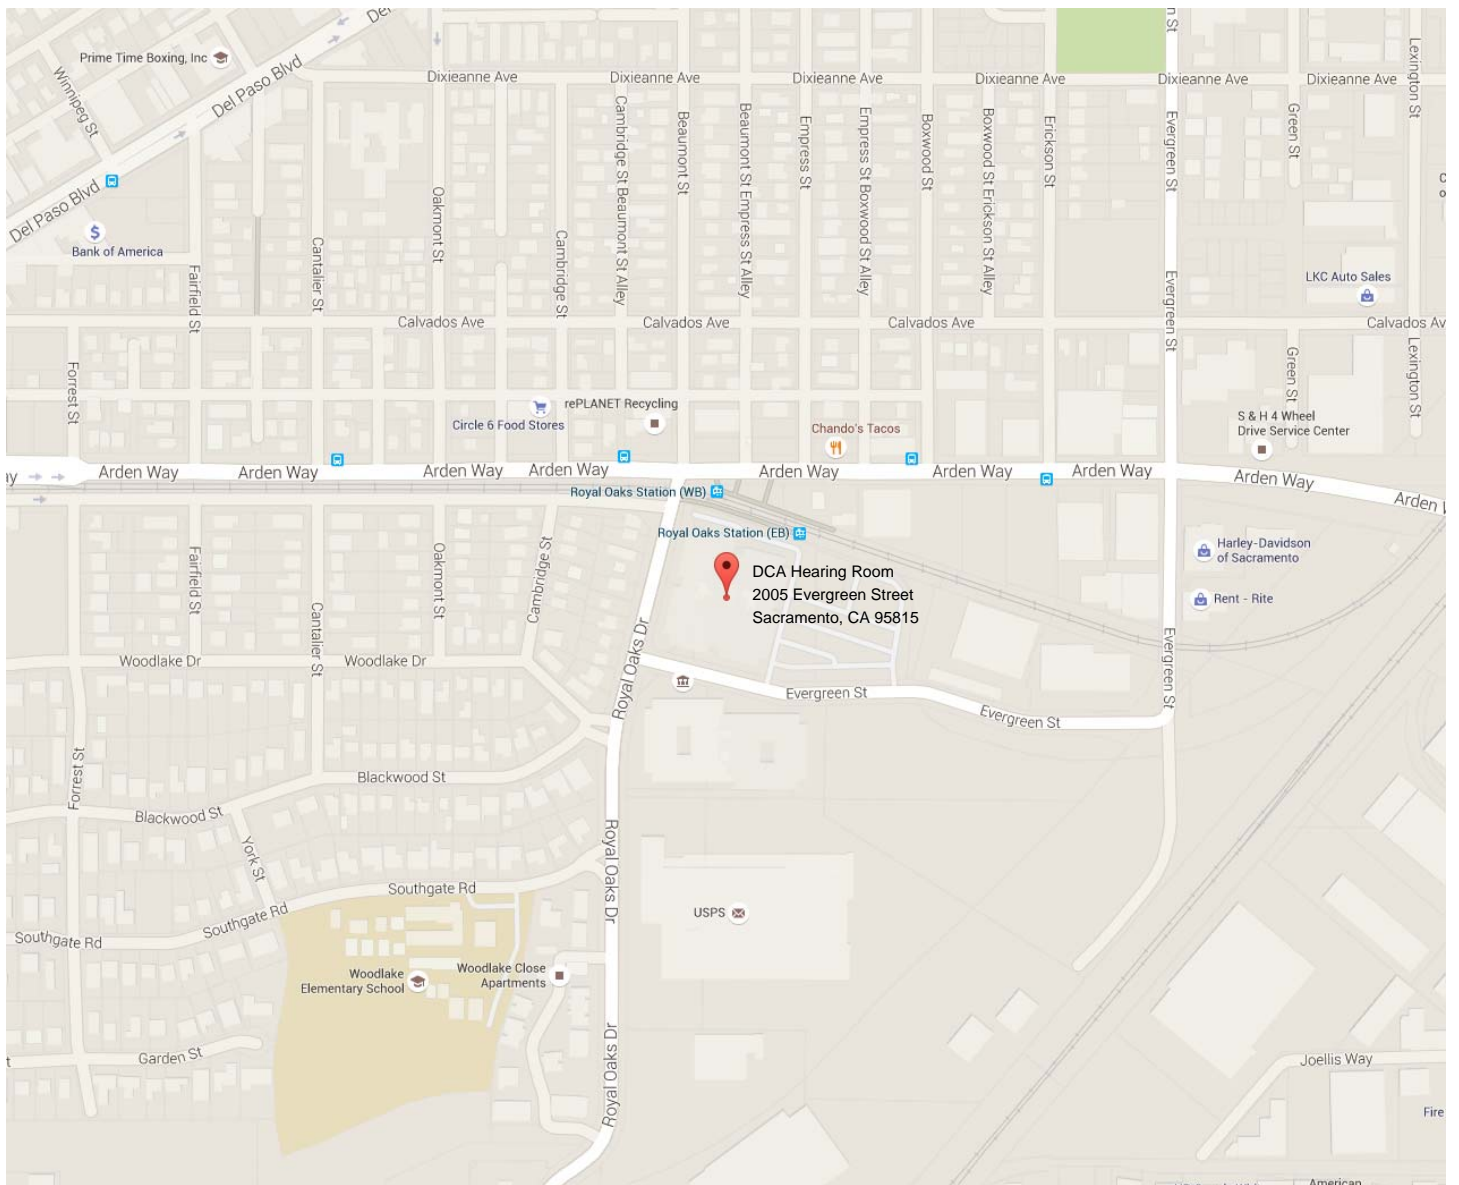 Del
n St
Prime Time Boxing, Inc
Winnipeg St
Del Paso Blvd
Dixieanne Ave
Dixieanne Ave
Dixieanne Ave
Dixieanne Ave
Dixieanne Ave
Dixieanne Ave
Lexington St
Cambridge St Beaumont St Alley
Beaumont St
Beaumont St Empress St Alley
Empress St
Empress St Boxwood St Alley
Boxwood St
Boxwood St Erickson St Alley
Erickson St
Evergreen St
Green St
Del Paso Blvd
Bank of America
Oakmont St
Cantalier St
Cambridge St
Fairfield St
Evergreen St
LKC Auto Sales
Calvados Ave
Calvados Ave
Calvados Ave
Calvados Av
Forrest St
Green St
Lexington St
Circle 6 Food Stores
rePLANET Recycling
Chando's Tacos
S & H 4 Wheel
Drive Service Center
ay
Arden Way
Arden Way
Arden Way
Arden Way
Arden Way
Arden Way
Arden Way
Arden Way
Arden
Royal Oaks Station (WB)
Royal Oaks Station (EB)
Fairfield St
Oakmont St
Cambridge St
Cantalier St
DCA Hearing Room
2005 Evergreen Street
Sacramento, CA 95815
Harley-Davidson
of Sacramento
Rent - Rite
Woodlake Dr
Woodlake Dr
Royal Oaks Dr
Evergreen St
Evergreen St
Evergreen St
Forrest St
Blackwood St
Blackwood St
York St
Royal Oaks Dr
Southgate Rd
Southgate Rd
Southgate Rd
USPS
Woodlake
Elementary School
Woodlake Close
Apartments
Royal Oaks Dr
t
Garden St
Joellis Way
Fire
American